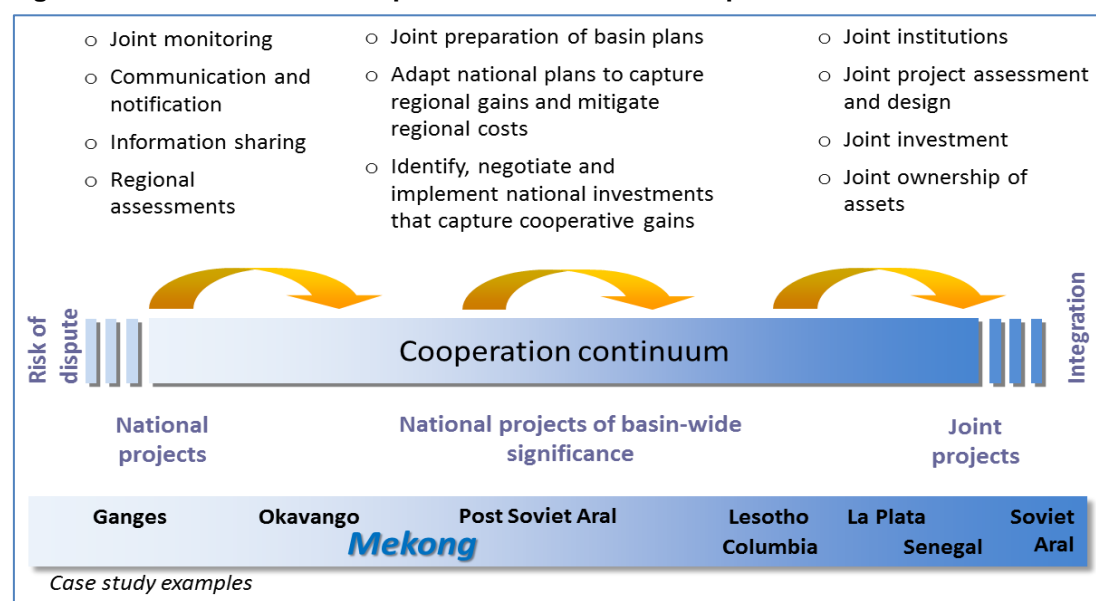 o Joint monitoring
o Communication and
notification
o Information sharing
o Regional
assessments
o Joint preparation of basin plans
o Adapt national plans to capture
regional gains and mitigate
regional costs
o Identify, negotiate and
implement national investments
that capture cooperative gains
o Joint institutions
o Joint project assessment
and design
o Joint investment
o Joint ownership of
assets
Risk of
dispute
Cooperation continuum
Integration
National
projects
National projects of basin-wide
significance
Joint
projects
Ganges
Okavango
Mekong
Post Soviet Aral
Lesotho
Columbia
La Plata
Senegal
Soviet
Aral
Case study examples